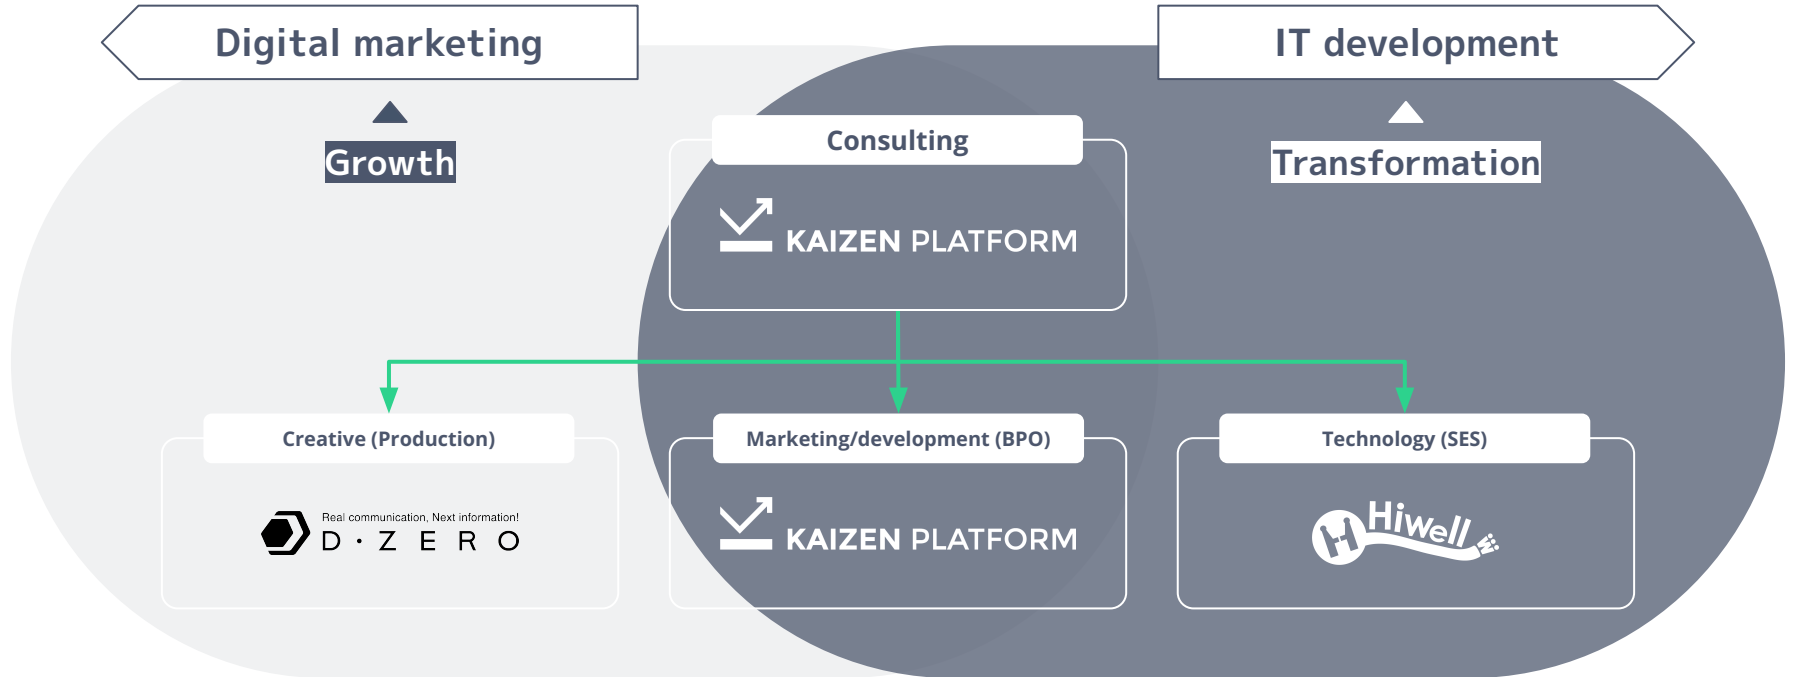 Digital marketing
IT development
Growth
Consulting
Transformation
KAIZEN PLATFORM
Creative (Production)
Marketing/development (BPO)
Technology (SES)
Real communication, Next information!
D・ZERO
KAIZEN PLATFORM
H Hiwell